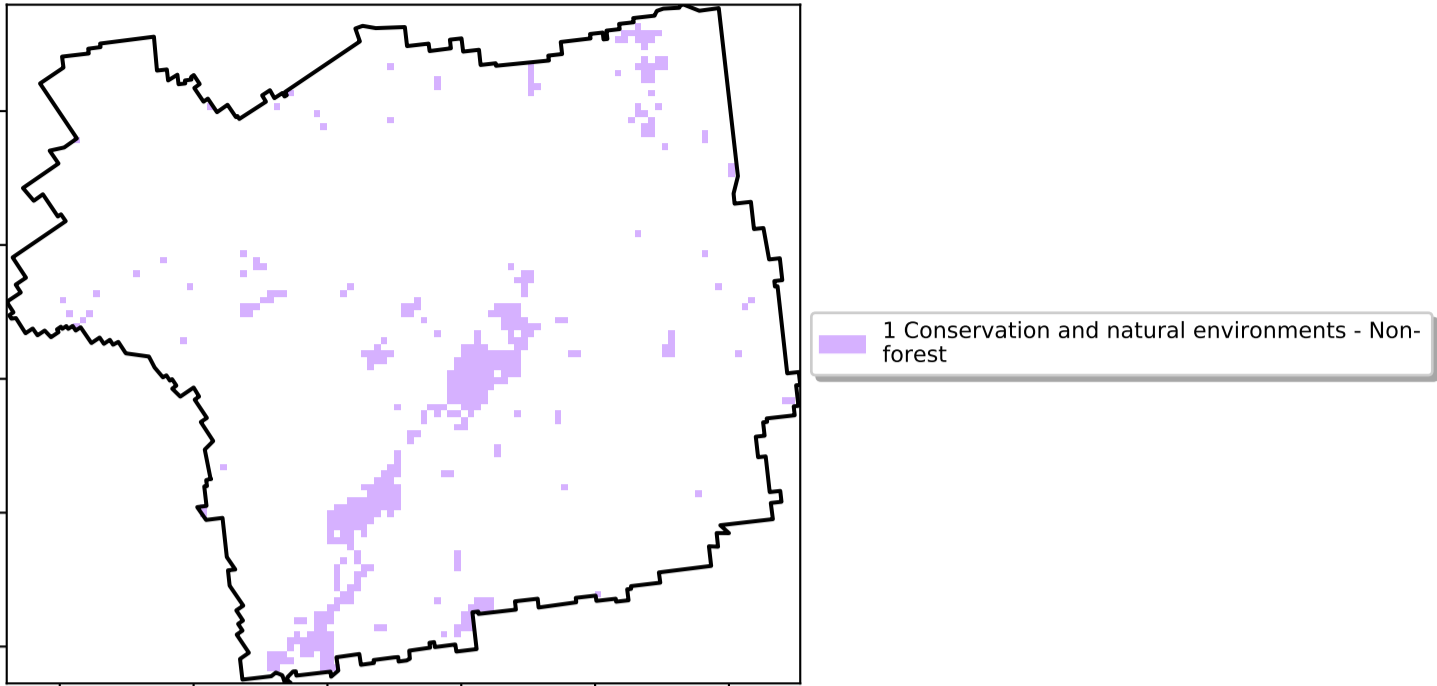 1 Conservation and natural environments - Non-
forest